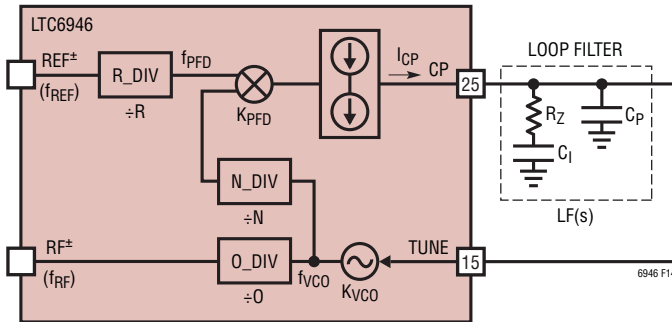 LTC6946
REF±
(fREF)
R_DIV
÷R
fPFD
KPFD
ICP
CP
25
LOOP FILTER
RZ
CI
CP
LF(s)
N_DIV
÷N
RF±
(fRF)
O_DIV
÷O
fVCO
KVCO
TUNE
15
6946 F14